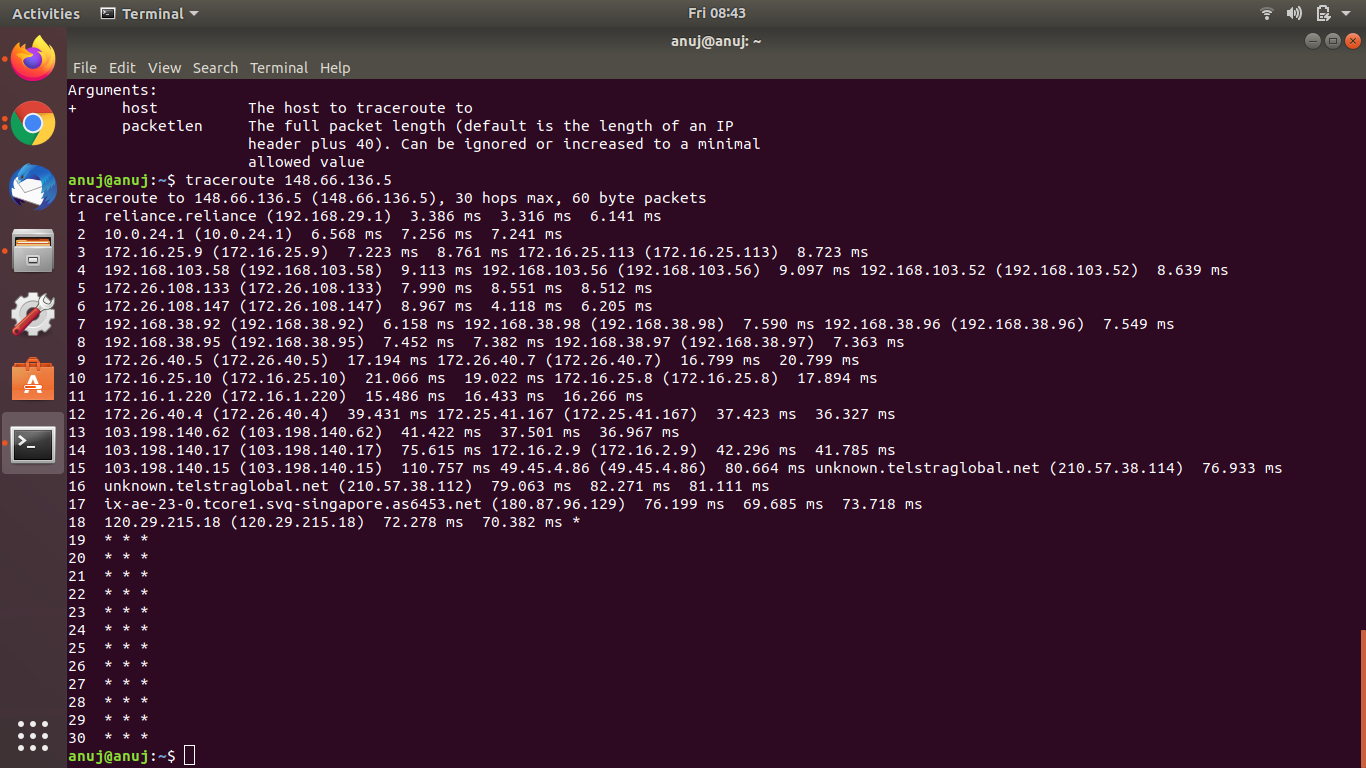 Activities Terminal Fri 08:43
anuj@anuj: ~
File Edit View Search Terminal Help
Arguments:
+     host          The host to traceroute to
      packetlen     The full packet length (default is the length of an IP
                    header plus 40). Can be ignored or increased to a minimal
                    allowed value
anuj@anuj:~$ traceroute 148.66.136.5
traceroute to 148.66.136.5 (148.66.136.5), 30 hops max, 60 byte packets
 1  reliance.reliance (192.168.29.1)  3.386 ms  3.316 ms  6.141 ms
 2  10.0.24.1 (10.0.24.1)  6.568 ms  7.256 ms  7.241 ms
 3  172.16.25.9 (172.16.25.9)  7.223 ms  8.761 ms 172.16.25.113 (172.16.25.113)  8.723 ms
 4  192.168.103.58 (192.168.103.58)  9.113 ms 192.168.103.56 (192.168.103.56)  9.097 ms 192.168.103.52 (192.168.103.52)  8.639 ms
 5  172.26.108.133 (172.26.108.133)  7.990 ms  8.551 ms  8.512 ms
 6  172.26.108.147 (172.26.108.147)  8.967 ms  4.118 ms  6.205 ms
 7  192.168.38.92 (192.168.38.92)  6.158 ms 192.168.38.98 (192.168.38.98)  7.590 ms 192.168.38.96 (192.168.38.96)  7.549 ms
 8  192.168.38.95 (192.168.38.95)  7.452 ms  7.382 ms 192.168.38.97 (192.168.38.97)  7.363 ms
 9  172.26.40.5 (172.26.40.5)  17.194 ms 172.26.40.7 (172.26.40.7)  16.799 ms  20.799 ms
10  172.16.25.10 (172.16.25.10)  21.066 ms  19.022 ms 172.16.25.8 (172.16.25.8)  17.894 ms
11  172.16.1.220 (172.16.1.220)  15.486 ms  16.433 ms  16.266 ms
12  172.26.40.4 (172.26.40.4)  39.431 ms 172.25.41.167 (172.25.41.167)  37.423 ms  36.327 ms
13  103.198.140.62 (103.198.140.62)  41.422 ms  37.501 ms  36.967 ms
14  103.198.140.17 (103.198.140.17)  75.615 ms 172.16.2.9 (172.16.2.9)  42.296 ms  41.785 ms
15  103.198.140.15 (103.198.140.15)  110.757 ms 49.45.4.86 (49.45.4.86)  80.664 ms unknown.telstraglobal.net (210.57.38.114)  76.933 ms
16  unknown.telstraglobal.net (210.57.38.112)  79.063 ms  82.271 ms  81.111 ms
17  ix-ae-23-0.tcore1.svq-singapore.as6453.net (180.87.96.129)  76.199 ms  69.685 ms  73.718 ms
18  120.29.215.18 (120.29.215.18)  72.278 ms  70.382 ms *
19  * * *
20  * * *
21  * * *
22  * * *
23  * * *
24  * * *
25  * * *
26  * * *
27  * * *
28  * * *
29  * * *
30  * * *
anuj@anuj:~$